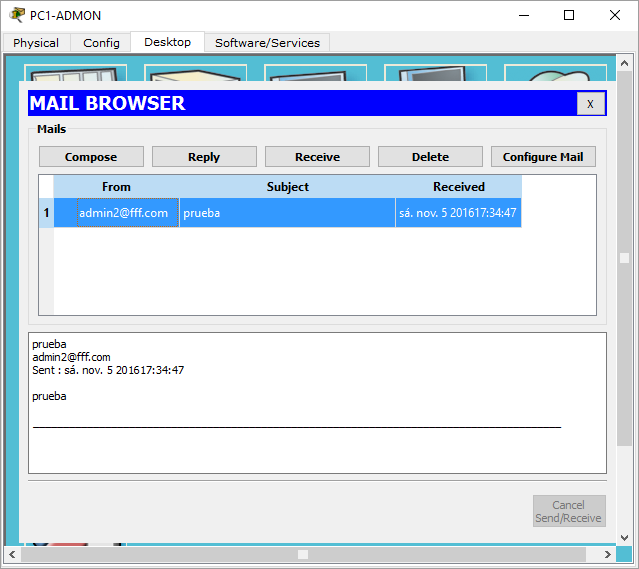 PC1-ADMON
Physical Config Desktop Software/Services
MAIL BROWSER X
Mails
Compose Reply Receive Delete Configure Mail
From Subject Received
1 admin2@fff.com prueba sá. nov. 5 201617:34:47
prueba
admin2@fff.com
Sent : sá. nov. 5 201617:34:47
prueba
Cancel
Send/Receive